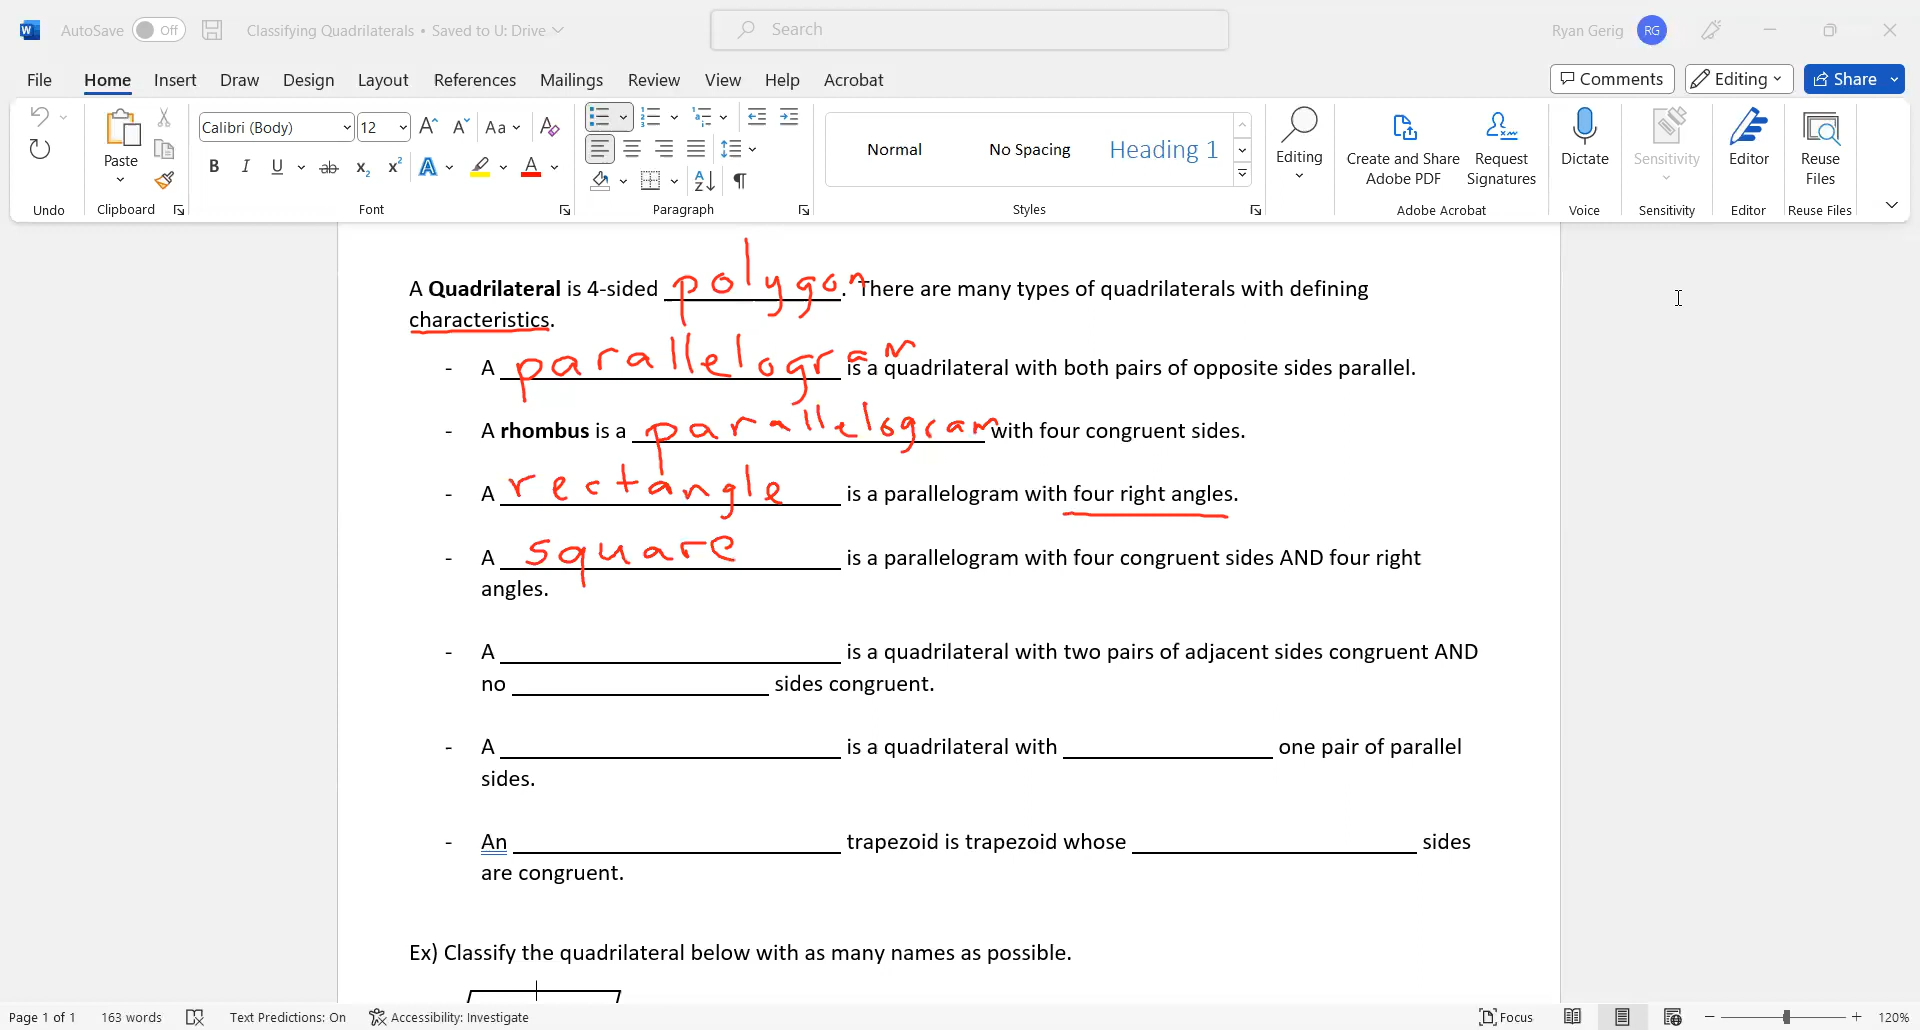 AutoSave Off Classifying Quadrilaterals • Saved to U: Drive Search Ryan Gerig RG
File Home Insert Draw Design Layout References Mailings Review View Help Acrobat Comments Editing Share
Calibri (Body) 12
Paste
Normal No Spacing Heading 1
Editing
Create and Share Adobe PDF
Request Signatures
Dictate
Sensitivity
Editor
Reuse Files
Undo Clipboard Font Paragraph Styles Adobe Acrobat Voice Sensitivity Editor Reuse Files
A Quadrilateral is 4-sided polygon. There are many types of quadrilaterals with defining
characteristics.
- A parallelogram is a quadrilateral with both pairs of opposite sides parallel.
- A rhombus is a parallelogram with four congruent sides.
- A rectangle is a parallelogram with four right angles.
- A square is a parallelogram with four congruent sides AND four right
angles.
- A ____ is a quadrilateral with two pairs of adjacent sides congruent AND
no ____ sides congruent.
- A ____ is a quadrilateral with ____ one pair of parallel
sides.
- An ____ trapezoid is trapezoid whose ____ sides
are congruent.
Ex) Classify the quadrilateral below with as many names as possible.
Page 1 of 1 163 words Text Predictions: On Accessibility: Investigate Focus 120%